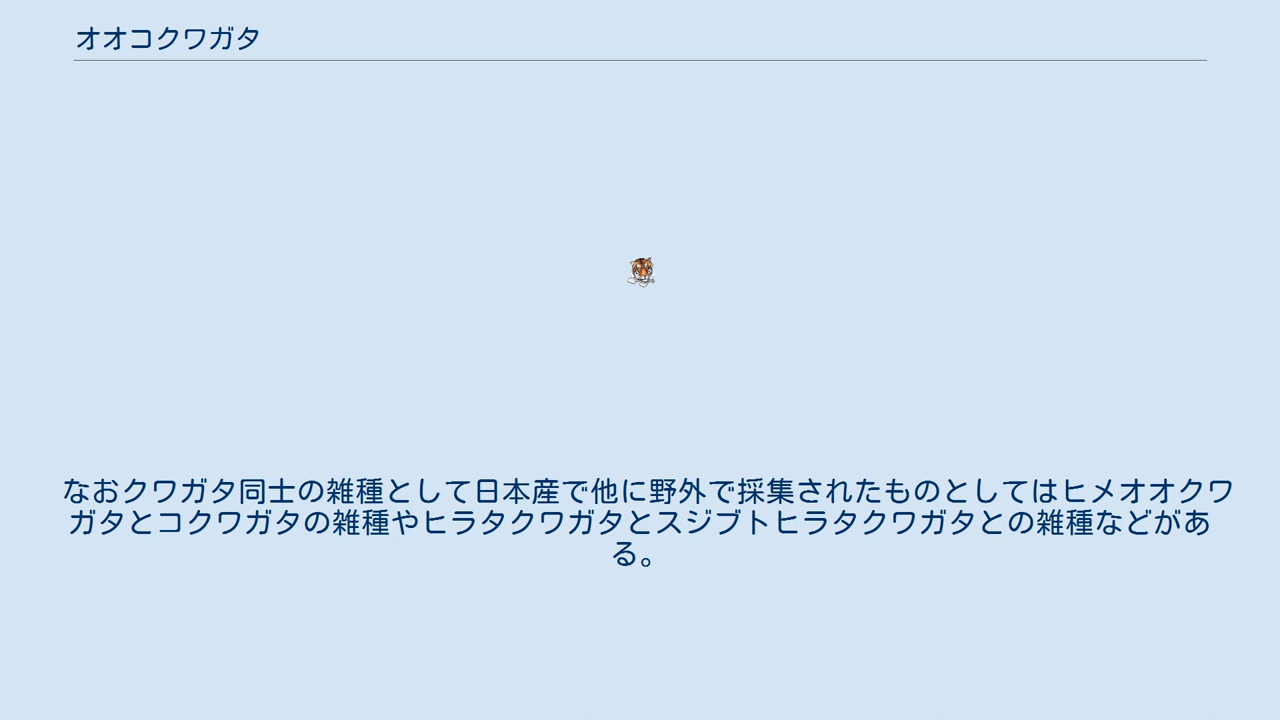 オオコクワガタ
なおクワガタ同士の雑種として日本産で他に野外で採集されたものとしてはヒメオオクワ
ガタとコクワガタの雑種やヒラタクワガタとスジブトヒラタクワガタとの雑種などがあ
る。